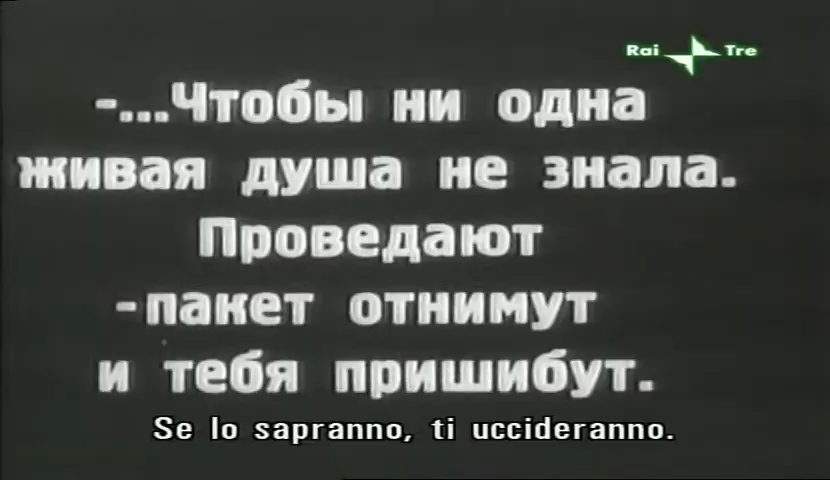 Rai Tre
-...Чтобы ни одна
живая душа не знала.
Проведают
-пакет отнимут
и тебя пришибут.
Se lo sapranno, ti uccideranno.